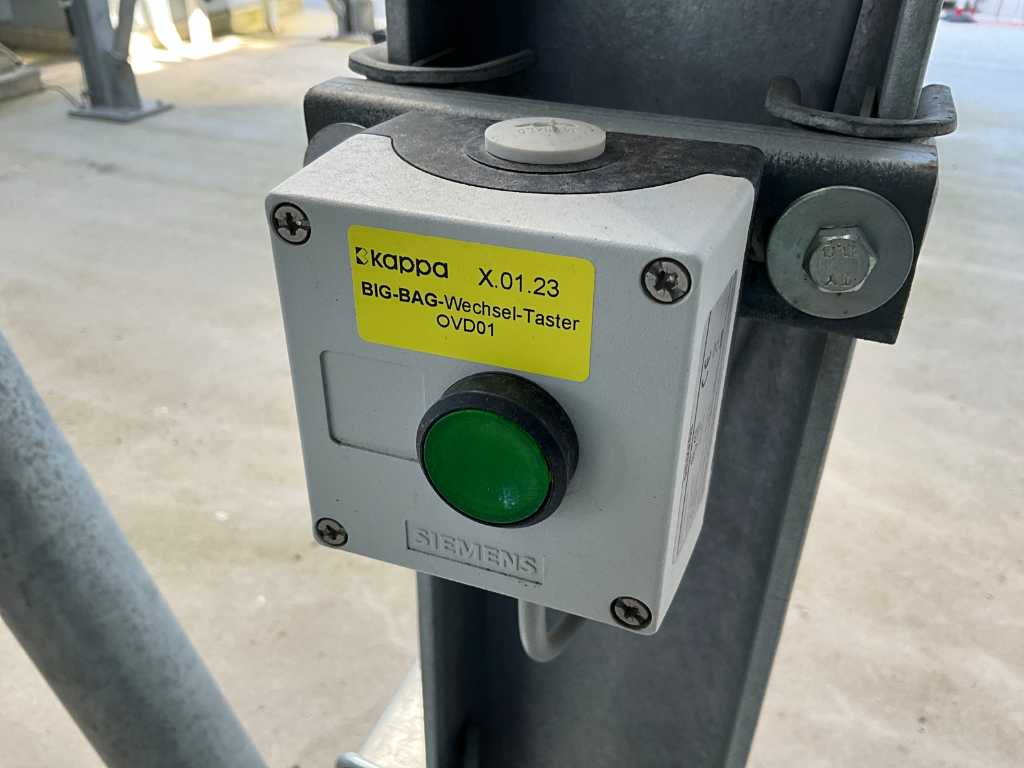 kappa X.01.23
BIG-BAG-Wechsel-Taster
OVD01
SIEMENS